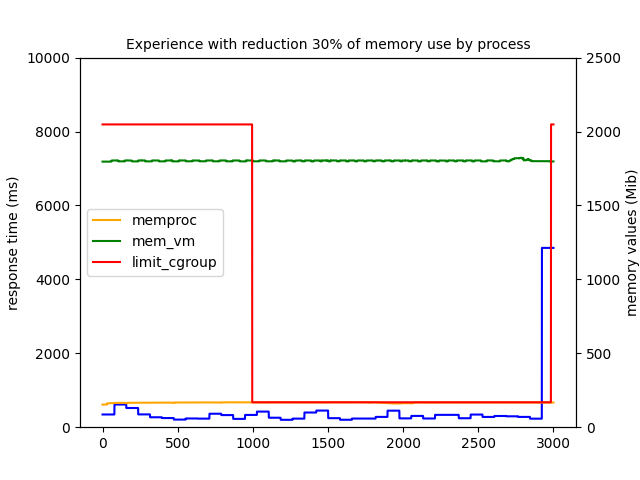 Experience with reduction 30% of memory use by process
10000
8000
6000
4000
2000
0
response time (ms)
2500
2000
1500
1000
500
0
memory values (Mib)
memproc
mem_vm
limit_cgroup
0 500 1000 1500 2000 2500 3000